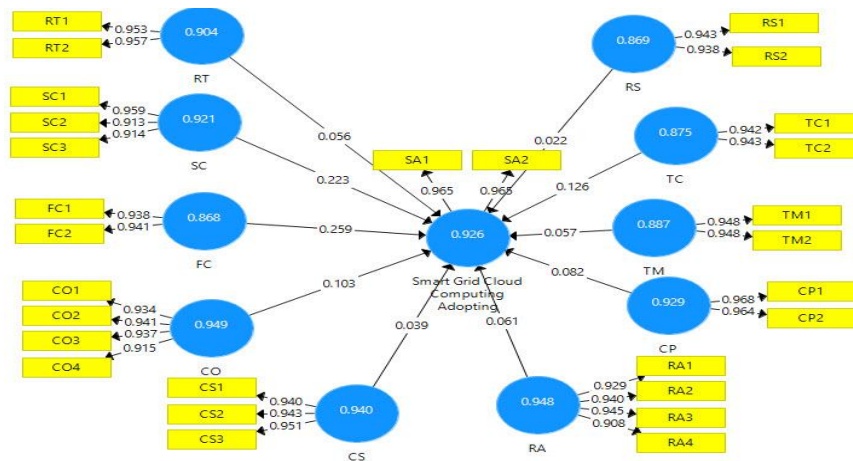 RT1
RT2
0.953
0.957
0.904
RT
SC1
SC2
SC3
0.959
0.913
0.914
0.921
SC
FC1
FC2
0.938
0.941
0.868
FC
CO1
CO2
CO3
CO4
0.934
0.941
0.937
0.915
0.949
CO
CS1
CS2
CS3
0.940
0.943
0.951
0.940
CS
0.056
0.223
0.259
0.103
0.039
SA1
SA2
0.965
0.965
0.926
Smart Grid Cloud
Computing
Adopting
0.022
0.126
0.057
0.082
0.061
0.869
RS
0.943
0.938
RS1
RS2
0.875
TC
0.942
0.943
TC1
TC2
0.887
TM
0.948
0.948
TM1
TM2
0.929
CP
0.968
0.964
CP1
CP2
0.948
RA
0.929
0.940
0.945
0.908
RA1
RA2
RA3
RA4